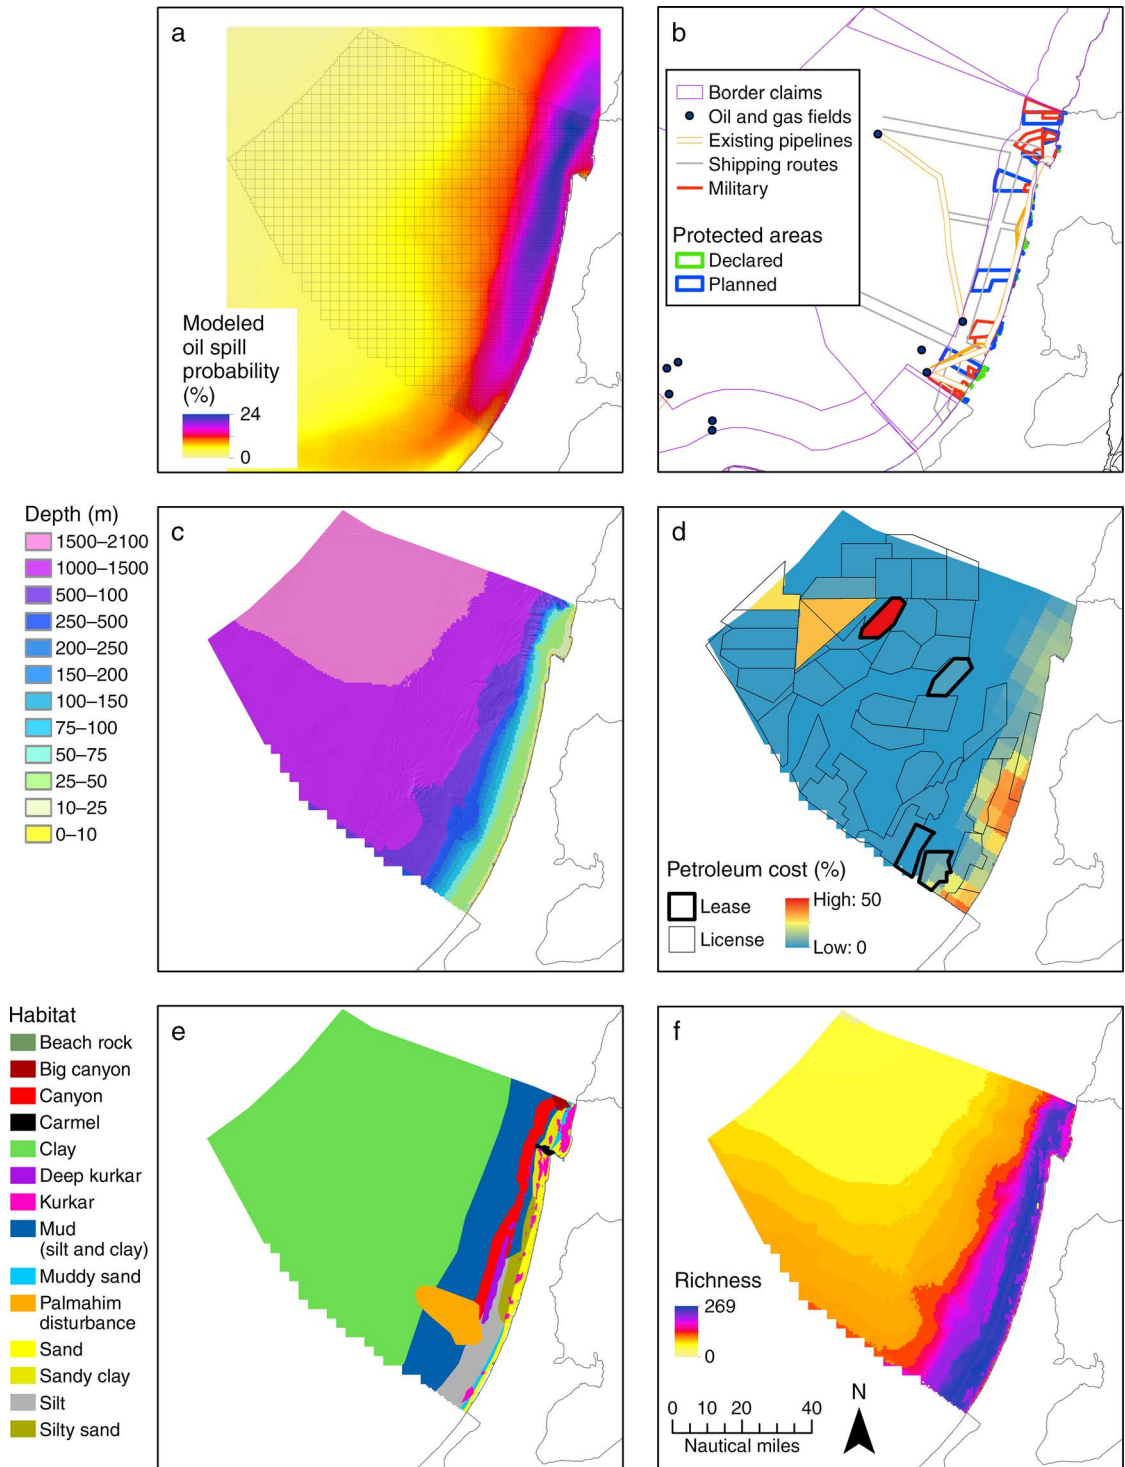 a
Modeled
oil spill
probability
(%)
24
0
b
Border claims
Oil and gas fields
Existing pipelines
Shipping routes
Military
Protected areas
Declared
Planned
Depth (m)
1500–2100
1000–1500
500–100
250–500
200–250
150–200
100–150
75–100
50–75
25–50
10–25
0–10
c
d
Petroleum cost (%)
Lease
License
High: 50
Low: 0
Habitat
Beach rock
Big canyon
Canyon
Carmel
Clay
Deep kurkar
Kurkar
Mud
(silt and clay)
Muddy sand
Palmahim
disturbance
Sand
Sandy clay
Silt
Silty sand
e
f
Richness
269
0
N
0 10 20 40
Nautical miles